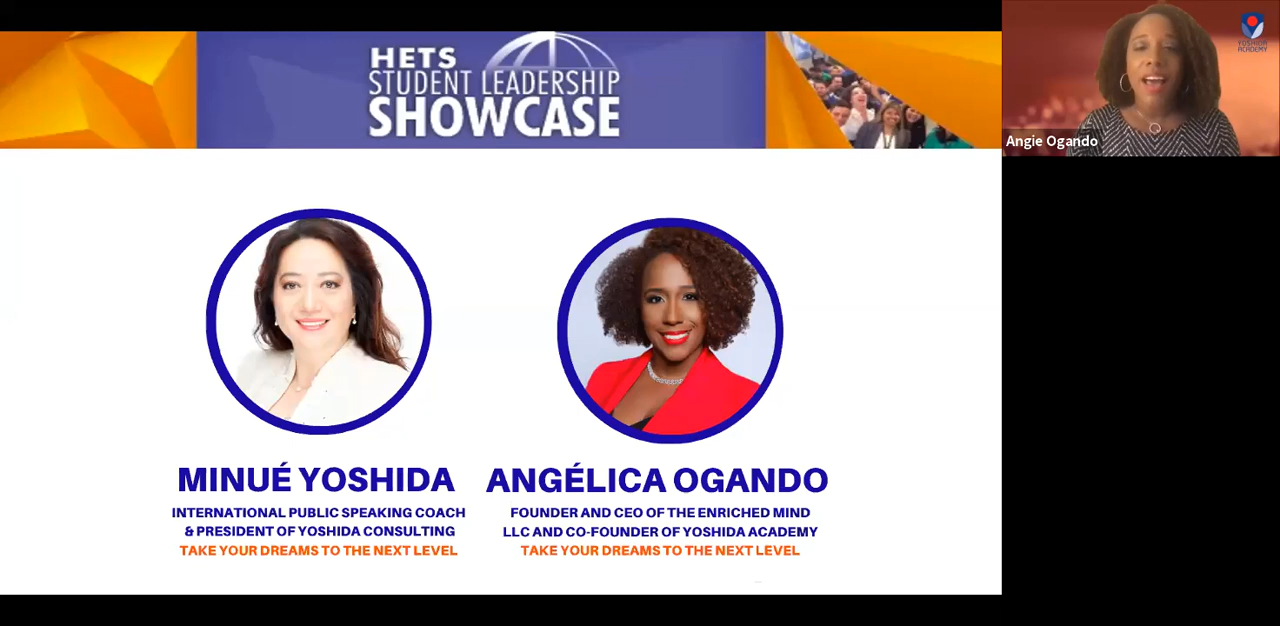 HETS
STUDENT LEADERSHIP
SHOWCASE
YOSHIDA
ACADEMY
Angie Ogando
MINUÉ YOSHIDA
INTERNATIONAL PUBLIC SPEAKING COACH
& PRESIDENT OF YOSHIDA CONSULTING
TAKE YOUR DREAMS TO THE NEXT LEVEL
ANGÉLICA OGANDO
FOUNDER AND CEO OF THE ENRICHED MIND
LLC AND CO-FOUNDER OF YOSHIDA ACADEMY
TAKE YOUR DREAMS TO THE NEXT LEVEL